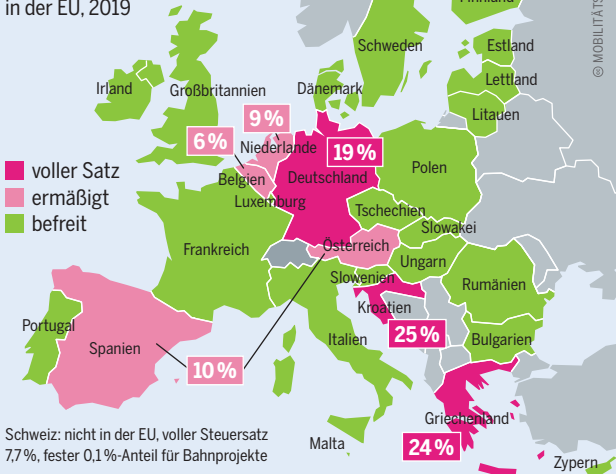 in der EU, 2019
Finnland
© MOBILITÄTS
Schweden
Estland
Irland
Großbritannien
Dänemark
Lettland
Litauen
9 %
6 %
Niederlande
19 %
voller Satz
ermäßigt
befreit
Belgien
Deutschland
Polen
Luxemburg
Tschechien
Slowakei
Frankreich
Österreich
Ungarn
Slowenien
Rumänien
Kroatien
Portugal
Spanien
Italien
25 %
Bulgarien
10 %
Griechenland
24 %
Schweiz: nicht in der EU, voller Steuersatz
7,7 %, fester 0,1 %-Anteil für Bahnprojekte
Malta
Zypern